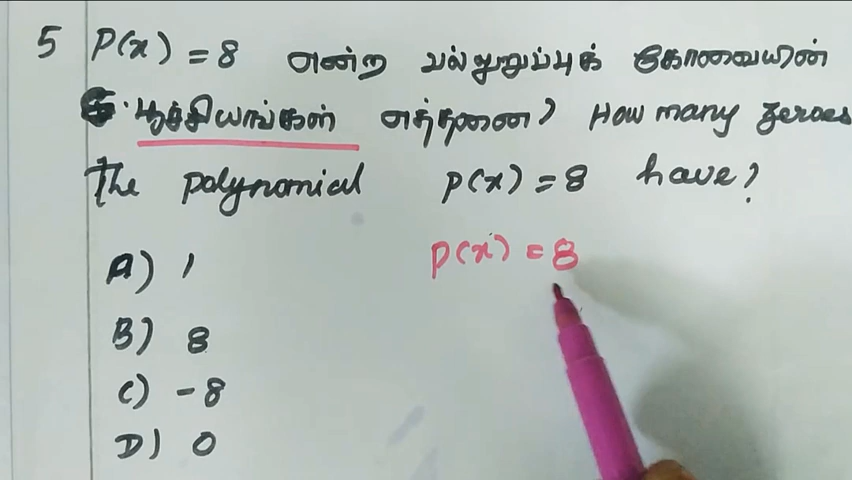 5 P(x) = 8 என்ற பல்லுறுப்புக் கோவையின்
பூச்சியங்கள் எத்தனை? How many zeroes
The polynomial p(x) = 8 have?
A) 1
p(x) = 8
B) 8
C) -8
D) 0